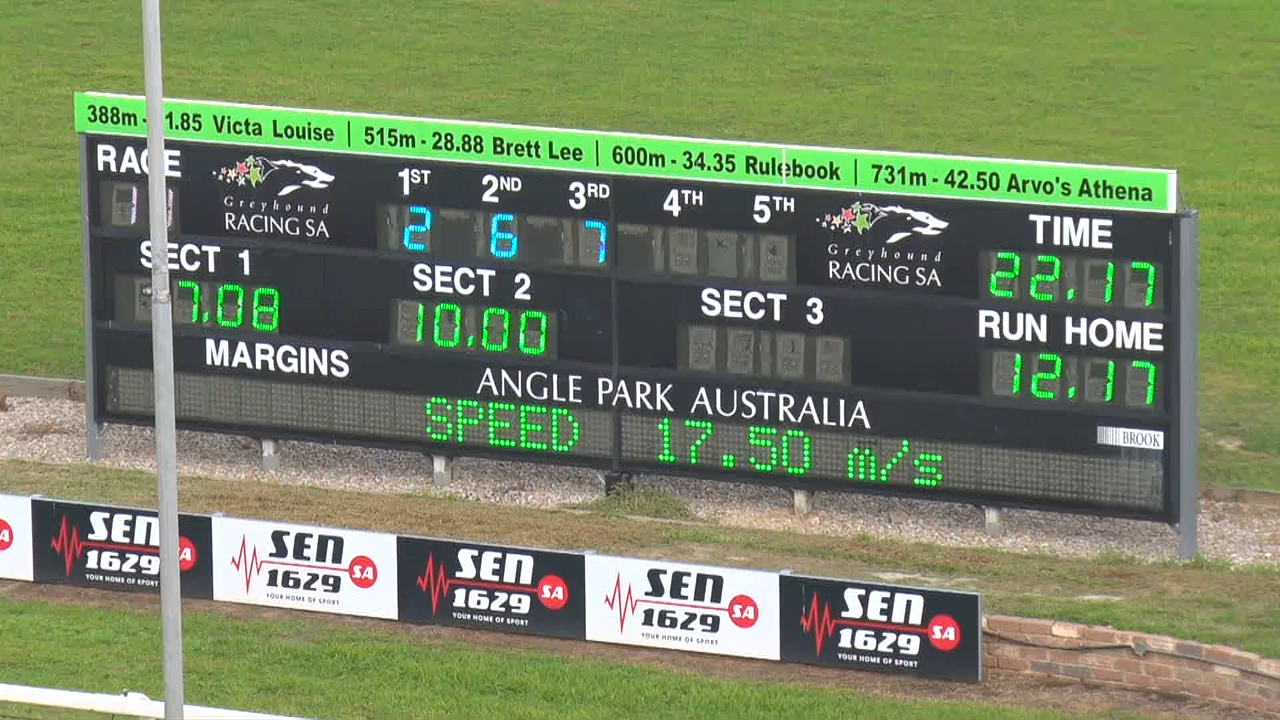 388m - 1.85 Victa Louise | 515m - 28.88 Brett Lee | 600m - 34.35 Rulebook | 731m - 42.50 Arvo's Athena
RACE
1
Greyhound
RACING SA
1ST 2ND 3RD 4TH 5TH
2 6 7
Greyhound
RACING SA
TIME
22.17
SECT 1
7.08
SECT 2
10.00
SECT 3
RUN HOME
12.17
MARGINS
ANGLE PARK AUSTRALIA
SPEED 17.50 m/s
BROOK
SA
SEN
1629
SA
YOUR HOME OF SPORT
SEN
1629
SA
YOUR HOME OF SPORT
SEN
1629
SA
YOUR HOME OF SPORT
SEN
1629
SA
YOUR HOME OF SPORT
SEN
1629
SA
YOUR HOME OF SPORT